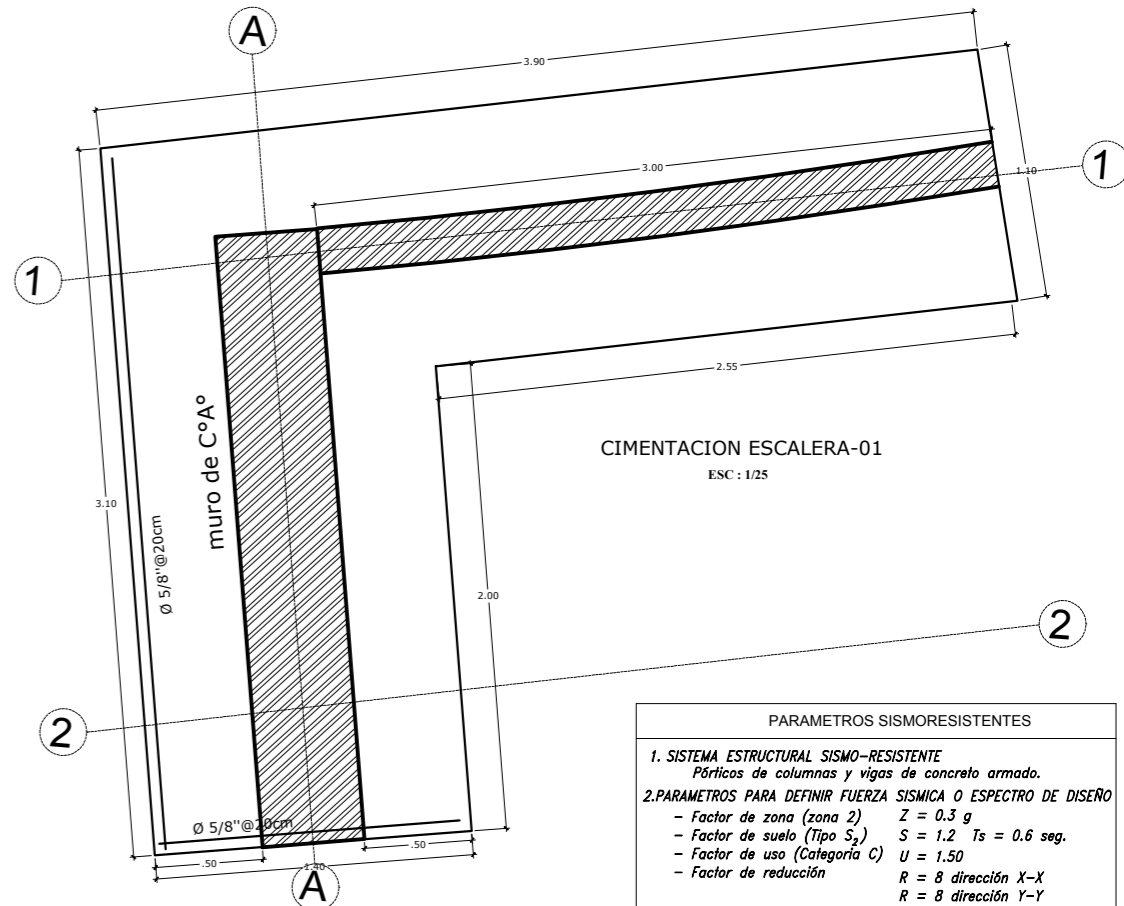 A
3.90
3.00
1
1.10
1
2.55
CIMENTACION ESCALERA-01
ESC : 1/25
muro de C°A°
3.10
Ø 5/8''@20cm
2.00
2
2
Ø 5/8''@20cm
.50
1.40
.50
A
PARAMETROS SISMORESISTENTES
1. SISTEMA ESTRUCTURAL SISMO-RESISTENTE
Pórticos de columnas y vigas de concreto armado.
2.PARAMETROS PARA DEFINIR FUERZA SISMICA O ESPECTRO DE DISEÑO
- Factor de zona (zona 2) Z = 0.3 g
- Factor de suelo (Tipo S2) S = 1.2 Ts = 0.6 seg.
- Factor de uso (Categoria C) U = 1.50
- Factor de reducción R = 8 dirección X-X
R = 8 dirección Y-Y